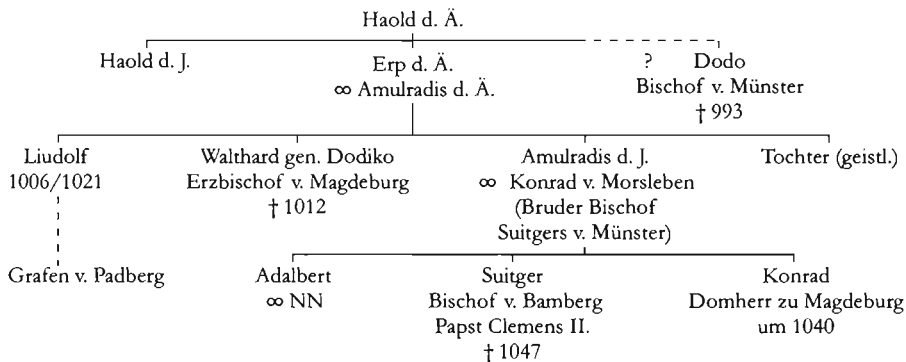 Haold d. Ä.
Haold d. J.
Erp d. Ä.
∞ Amulradis d. Ä.
? Dodo
Bischof v. Münster
† 993
Liudolf
1006/1021
Walthard gen. Dodiko
Erzbischof v. Magdeburg
† 1012
Amulradis d. J.
∞ Konrad v. Morsleben
(Bruder Bischof
Suitgers v. Münster)
Tochter (geistl.)
Grafen v. Padberg
Adalbert
∞ NN
Suitger
Bischof v. Bamberg
Papst Clemens II.
† 1047
Konrad
Domherr zu Magdeburg
um 1040